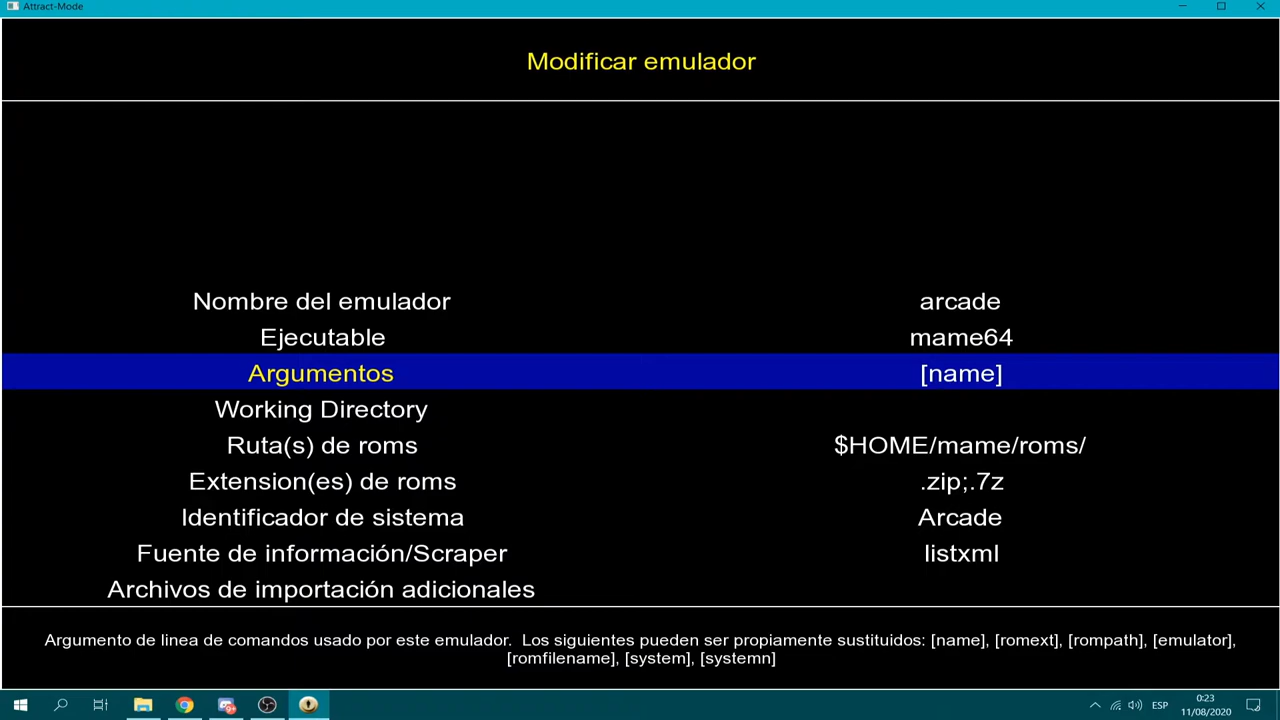 Attract-Mode
Modificar emulador
Nombre del emulador arcade
Ejecutable mame64
Argumentos [name]
Working Directory
Ruta(s) de roms $HOME/mame/roms/
Extension(es) de roms .zip;.7z
Identificador de sistema Arcade
Fuente de información/Scraper listxml
Archivos de importación adicionales
Argumento de linea de comandos usado por este emulador. Los siguientes pueden ser propiamente sustituidos: [name], [romext], [rompath], [emulator],
[romfilename], [system], [systemn]
ESP
0:23
11/08/2020